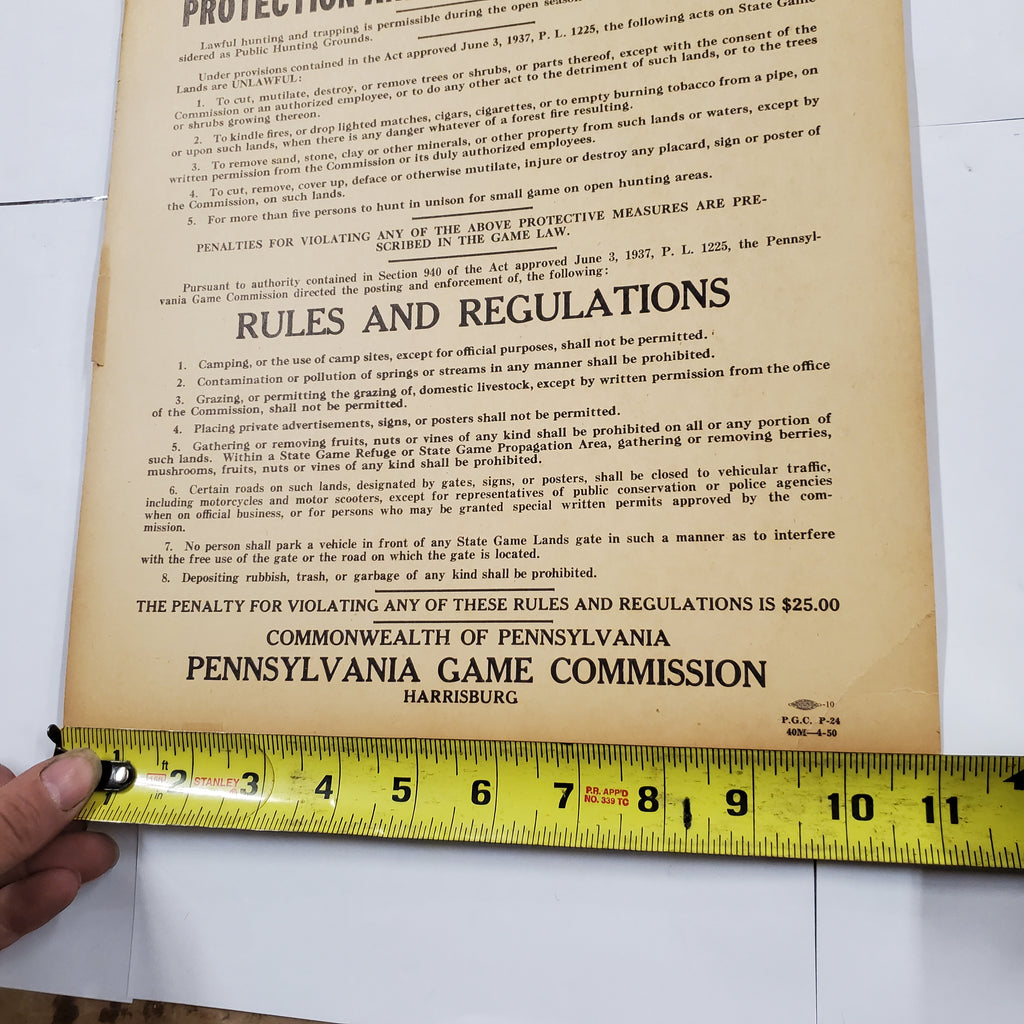 PROTECTION
Lawful hunting and trapping is permissible during the open
sidered as Public Hunting Grounds.
Under provisions contained in the Act approved June 3, 1937, P. L. 1225, the following acts on State Game
Lands are UNLAWFUL:
1. To cut, mutilate, destroy, or remove trees or shrubs, or parts thereof, except with the consent of the
Commission or an authorized employee, or to do any other act to the detriment of such lands, or to the trees
or shrubs growing thereon.
2. To kindle fires, or drop lighted matches, cigars, cigarettes, or to empty burning tobacco from a pipe, on
or upon such lands, when there is any danger whatever of a forest fire resulting.
3. To remove sand, stone, clay or other minerals, or other property from such lands or waters, except by
written permission from the Commission or its duly authorized employees.
4. To cut, remove, cover up, deface or otherwise mutilate, injure or destroy any placard, sign or poster of
the Commission, on such lands.
5. For more than five persons to hunt in unison for small game on open hunting areas.
PENALTIES FOR VIOLATING ANY OF THE ABOVE PROTECTIVE MEASURES ARE PRE-
SCRIBED IN THE GAME LAW.
Pursuant to authority contained in Section 940 of the Act approved June 3, 1937, P. L. 1225, the Pennsyl-
vania Game Commission directed the posting and enforcement of, the following:
RULES AND REGULATIONS
1. Camping, or the use of camp sites, except for official purposes, shall not be permitted.
2. Contamination or pollution of springs or streams in any manner shall be prohibited.
3. Grazing, or permitting the grazing of, domestic livestock, except by written permission from the office
of the Commission, shall not be permitted.
4. Placing private advertisements, signs, or posters shall not be permitted.
5. Gathering or removing fruits, nuts or vines of any kind shall be prohibited on all or any portion of
such lands. Within a State Game Refuge or State Game Propagation Area, gathering or removing berries,
mushrooms, fruits, nuts or vines of any kind shall be prohibited.
6. Certain roads on such lands, designated by gates, signs, or posters, shall be closed to vehicular traffic,
including motorcycles and motor scooters, except for representatives of public conservation or police agencies
when on official business, or for persons who may be granted special written permits approved by the com-
mission.
7. No person shall park a vehicle in front of any State Game Lands gate in such a manner as to interfere
with the free use of the gate or the road on which the gate is located.
8. Depositing rubbish, trash, or garbage of any kind shall be prohibited.
THE PENALTY FOR VIOLATING ANY OF THESE RULES AND REGULATIONS IS $25.00
COMMONWEALTH OF PENNSYLVANIA
PENNSYLVANIA GAME COMMISSION
HARRISBURG
10
P.G.C. P-24
40M—4-50
1 ft 2 STANLEY 3 4 5 6 7 P.R. APP'D 8 9 10 11
in NO. 339 TC
1